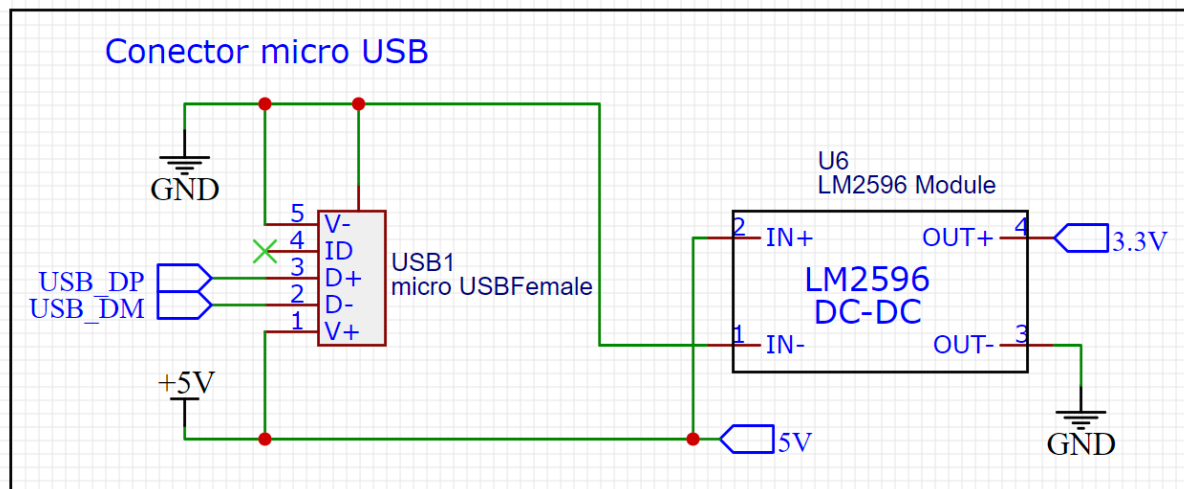 Conector micro USB
GND
5
V-
4
ID
3
D+
2
D-
1
V+
USB_DP
USB_DM
USB1
micro USBFemale
+5V
U6
LM2596 Module
2
IN+
OUT+
4
3.3V
LM2596
DC-DC
1
IN-
OUT-
3
5V
GND